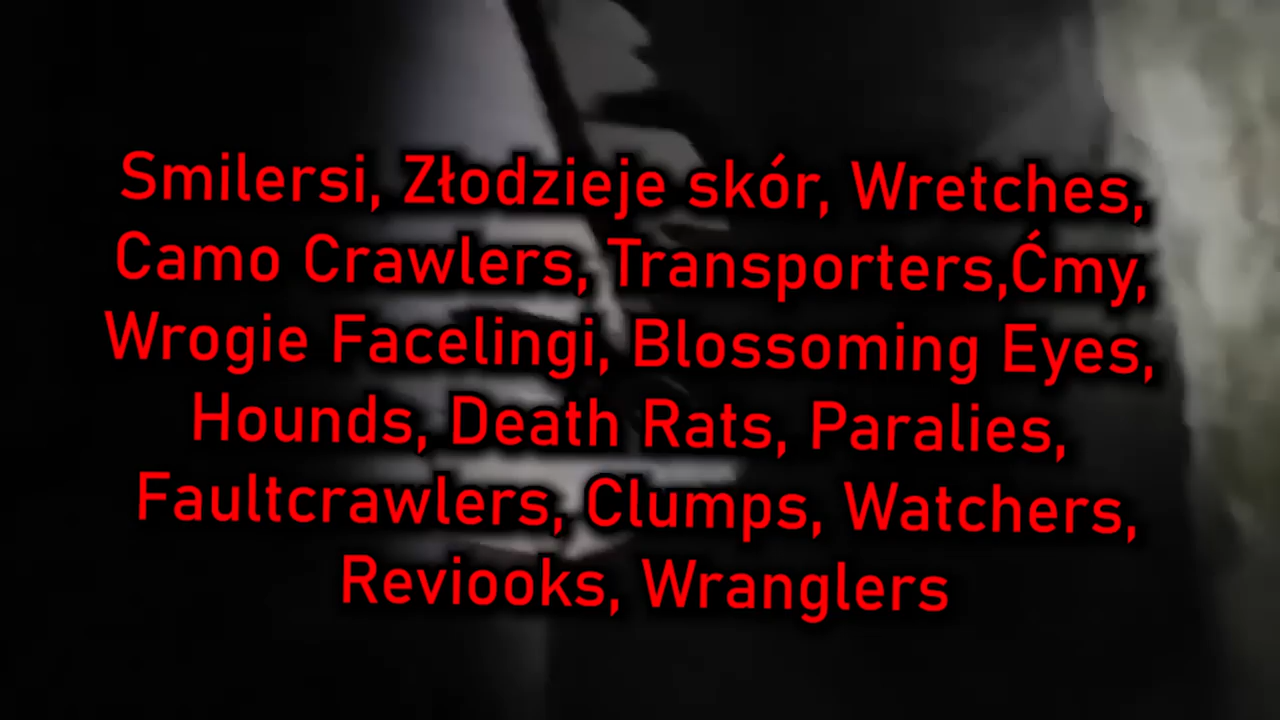 Smilersi, Złodzieje skór, Wretches,
Camo Crawlers, Transporters,Ćmy,
Wrogie Facelingi, Blossoming Eyes,
Hounds, Death Rats, Paralies,
Faultcrawlers, Clumps, Watchers,
Reviooks, Wranglers